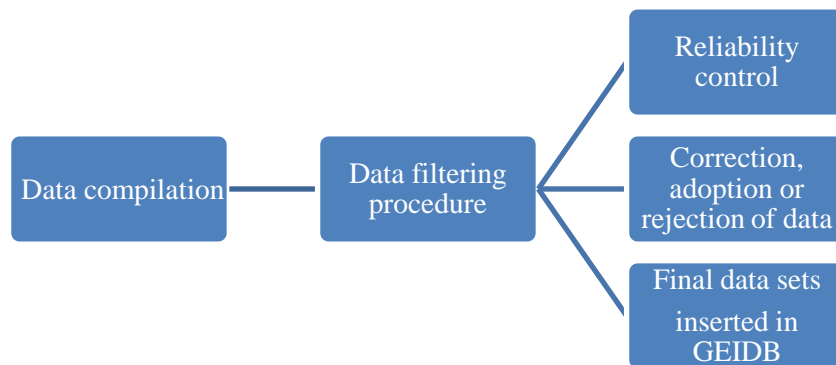 Data compilation
Data filtering
procedure
Reliability
control
Correction,
adoption or
rejection of data
Final data sets
inserted in
GEIDB